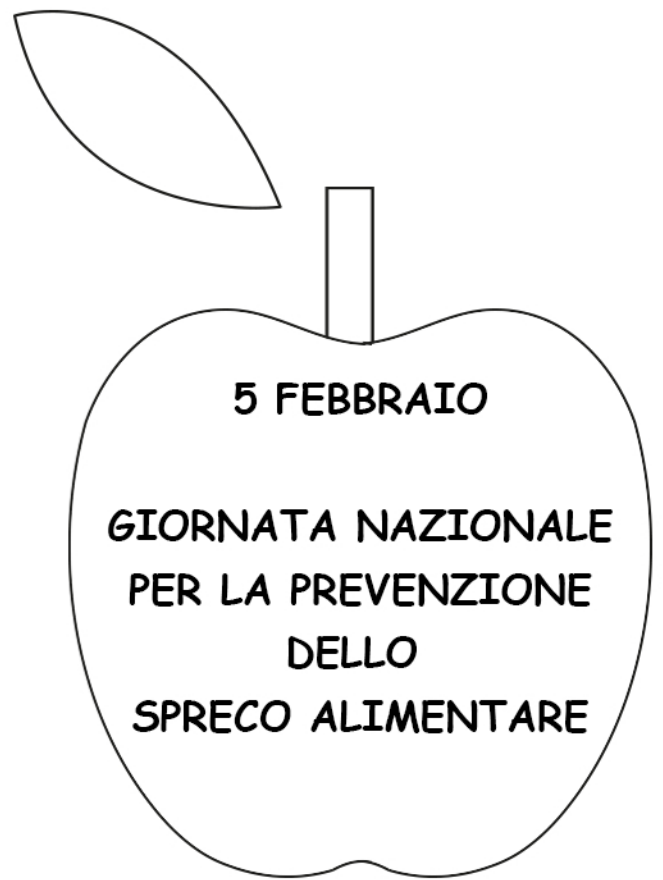 5 FEBBRAIO
GIORNATA NAZIONALE
PER LA PREVENZIONE
DELLO
SPRECO ALIMENTARE